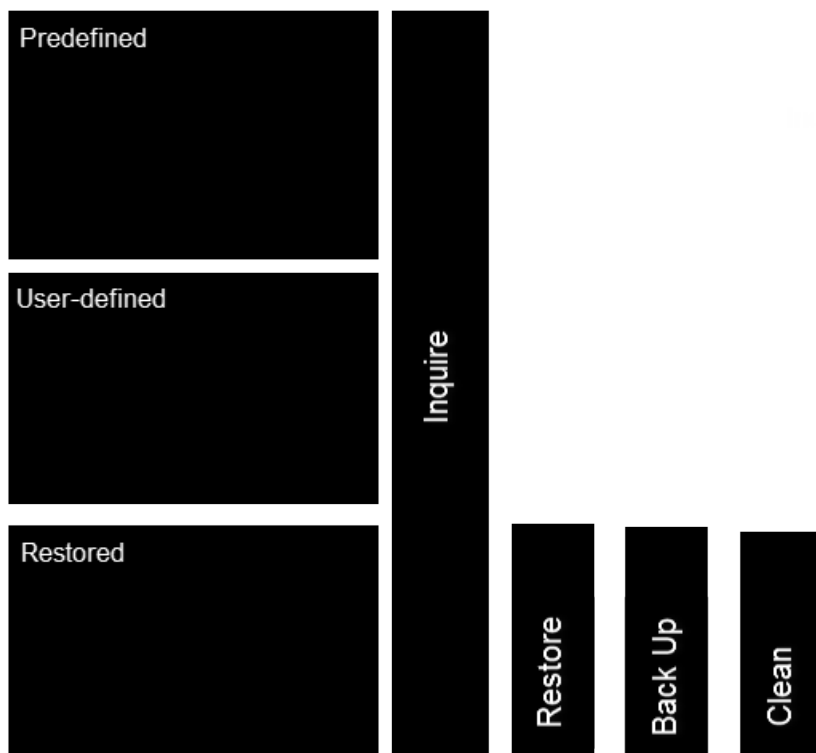 Predefined
User-defined
Inquire
Restored
Restore
Back Up
Clean